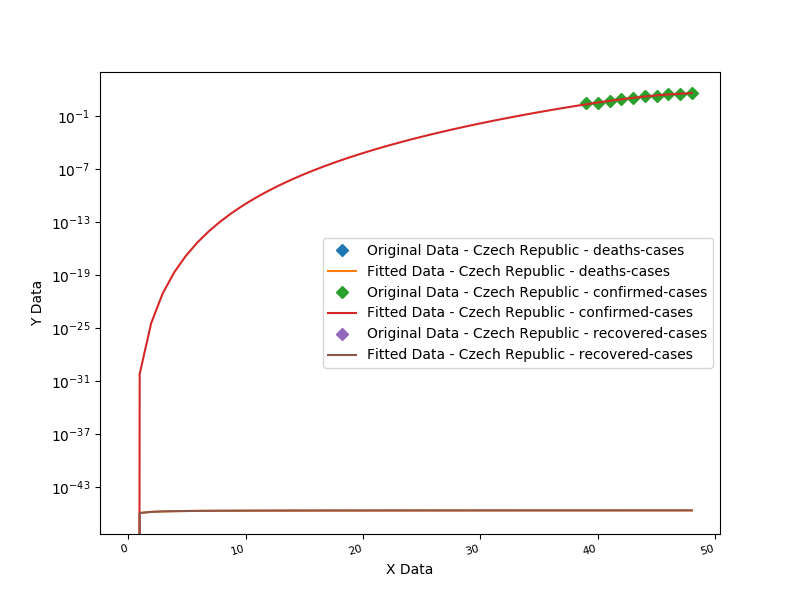 10⁻¹
10⁻⁷
10⁻¹³
10⁻¹⁹
10⁻²⁵
10⁻³¹
10⁻³⁷
10⁻⁴³
Y Data
Original Data - Czech Republic - deaths-cases
Fitted Data - Czech Republic - deaths-cases
Original Data - Czech Republic - confirmed-cases
Fitted Data - Czech Republic - confirmed-cases
Original Data - Czech Republic - recovered-cases
Fitted Data - Czech Republic - recovered-cases
0 10 20 30 40 50
X Data